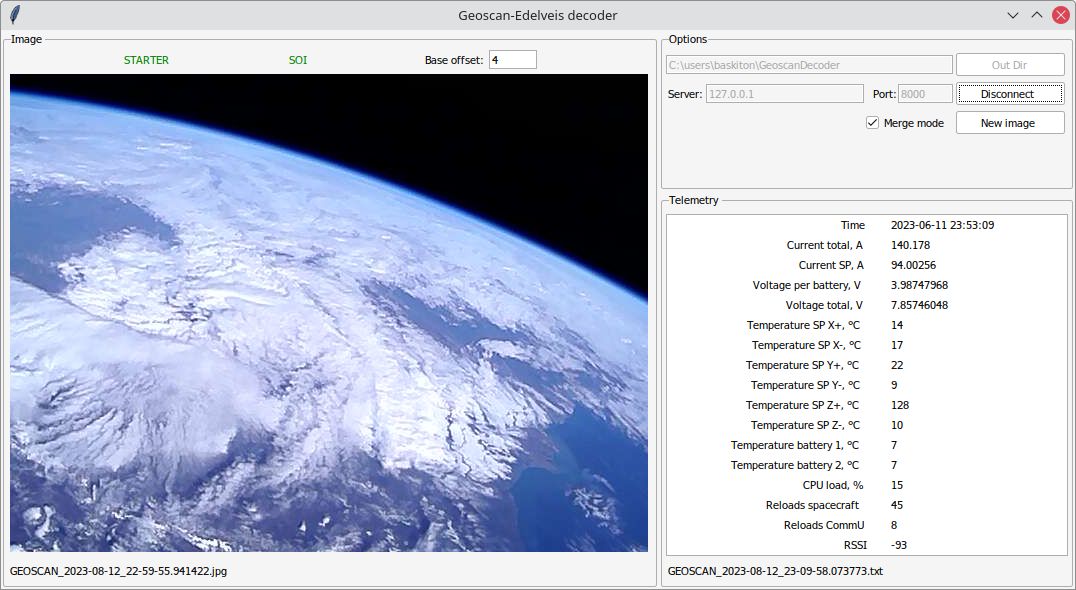 Geoscan-Edelveis decoder
Image
STARTER SOI Base offset: 4
GEOSCAN_2023-08-12_22-59-55.941422.jpg
Options
C:\users\baskiton\GeoscanDecoder Out Dir
Server: 127.0.0.1 Port: 8000 Disconnect
Merge mode New image
Telemetry
Time 2023-06-11 23:53:09
Current total, A 140.178
Current SP, A 94.00256
Voltage per battery, V 3.98747968
Voltage total, V 7.85746048
Temperature SP X+, °C 14
Temperature SP X-, °C 17
Temperature SP Y+, °C 22
Temperature SP Y-, °C 9
Temperature SP Z+, °C 128
Temperature SP Z-, °C 10
Temperature battery 1, °C 7
Temperature battery 2, °C 7
CPU load, % 15
Reloads spacecraft 45
Reloads CommU 8
RSSI -93
GEOSCAN_2023-08-12_23-09-58.073773.txt